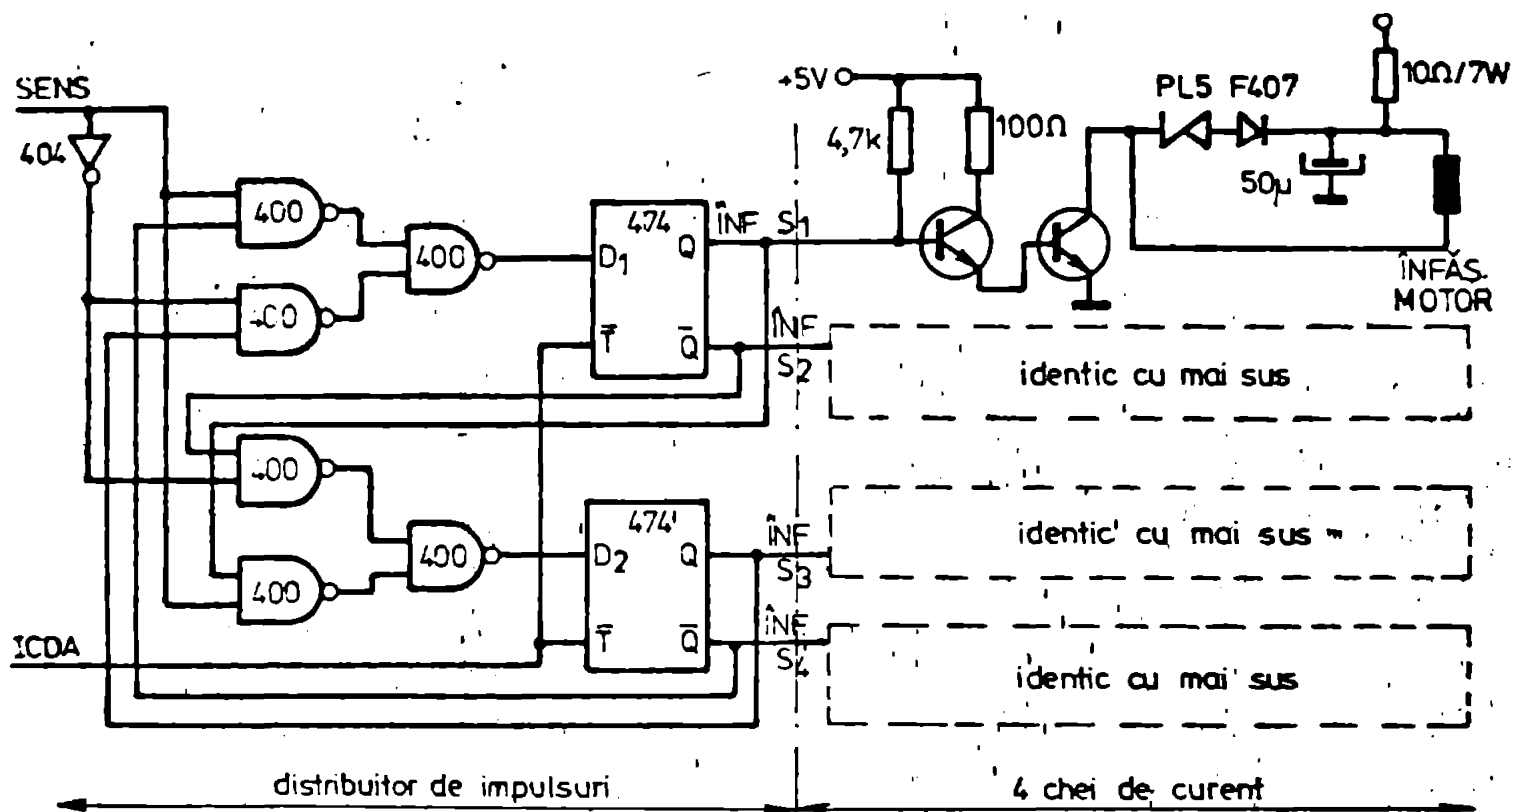 SENS
404
400
400
400
474
D1
Q
T̄
Q̄
ÎNF
S1
ÎNF
S2
+5V
4,7k
100Ω
PL5 F407
10Ω/7W
50μ
ÎNFĂȘ.
MOTOR
identic cu mai sus
400
400
400
474
D2
Q
T̄
Q̄
ÎNF
S3
ÎNF
S4
identic cu mai sus
identic cu mai sus
ICDA
distribuitor de impulsuri
4 chei de curent